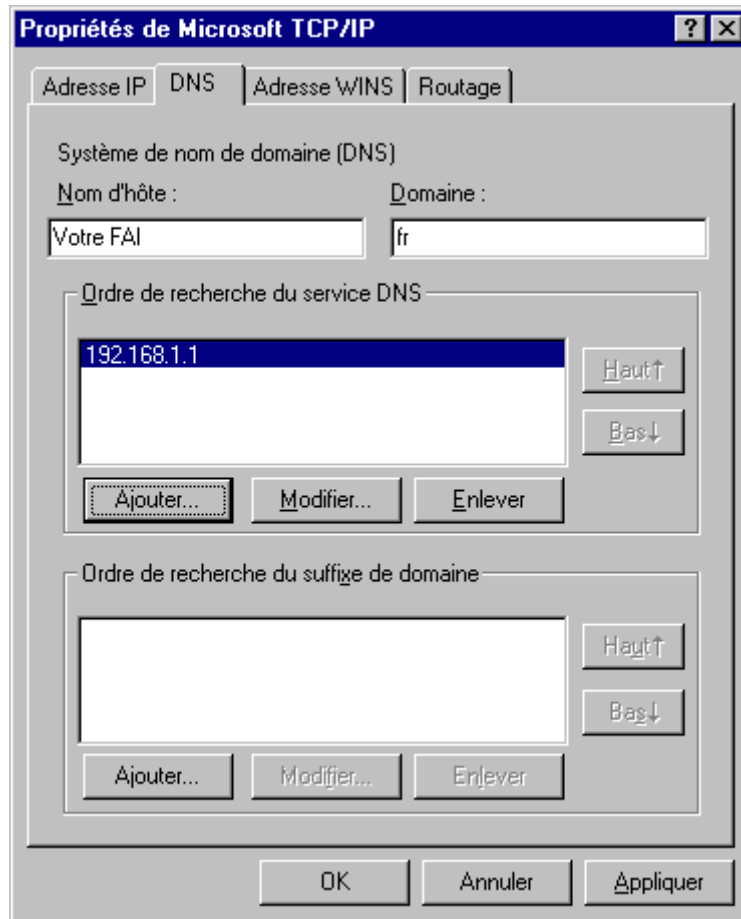 Propriétés de Microsoft TCP/IP
Adresse IP DNS Adresse WINS Routage
Système de nom de domaine (DNS)
Nom d'hôte : Domaine :
Votre FAI fr
Ordre de recherche du service DNS
192.168.1.1
Haut↑
Bas↓
Ajouter... Modifier... Enlever
Ordre de recherche du suffixe de domaine
Haut↑
Bas↓
Ajouter... Modifier... Enlever
OK Annuler Appliquer